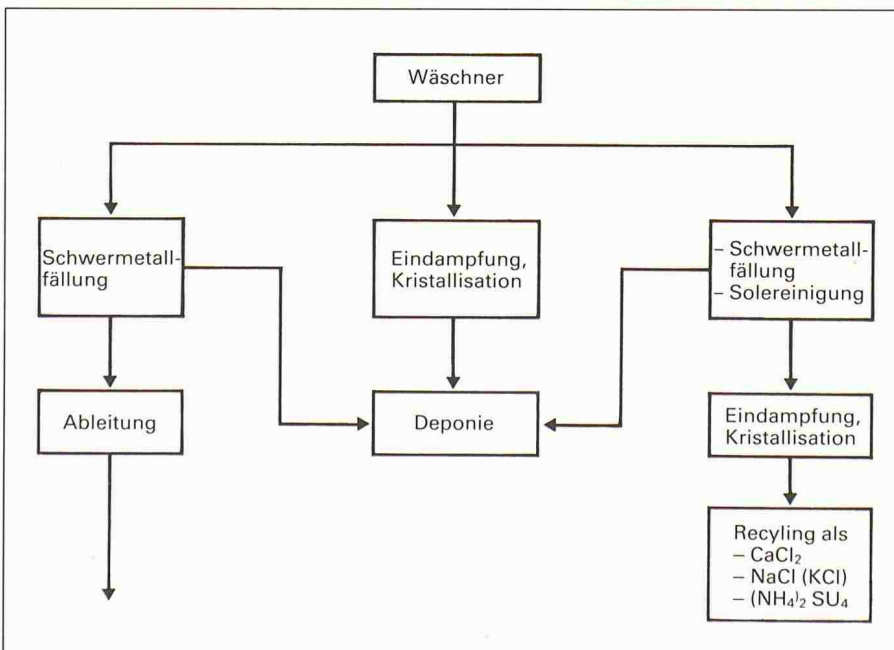 Wäschner
Schwermetall-
fällung
Eindampfung,
Kristallisation
– Schwermetall-
fällung
– Solereinigung
Ableitung
Deponie
Eindampfung,
Kristallisation
Recyling als
– CaCl₂
– NaCl (KCl)
– (NH₄)₂ SU₄